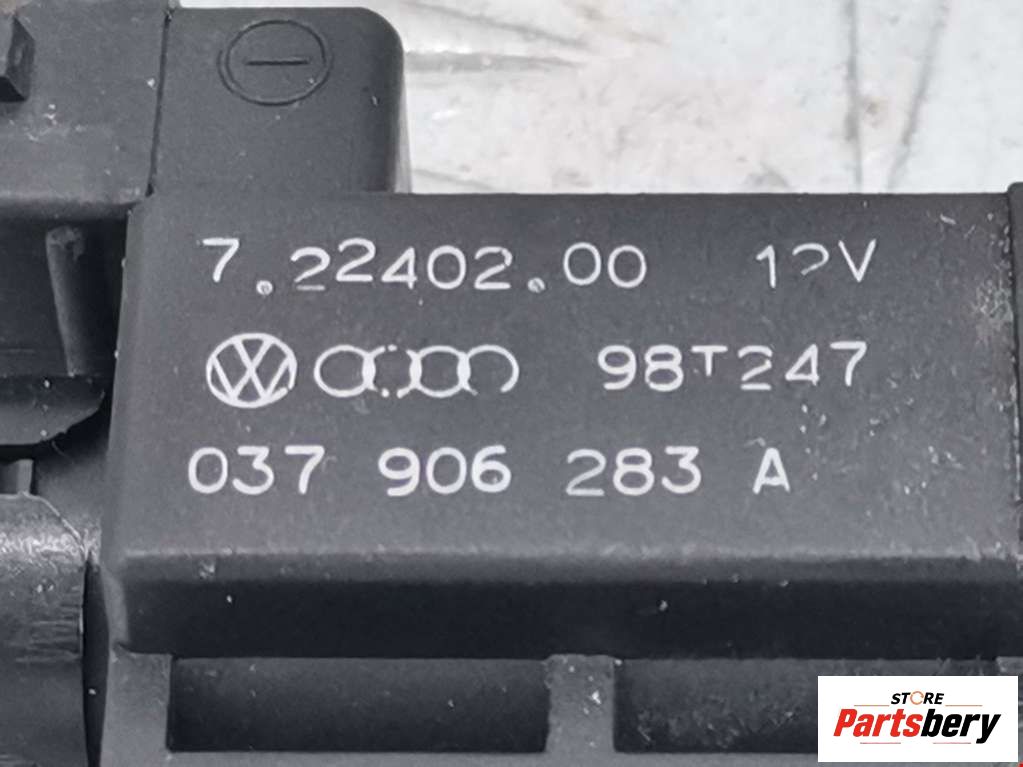 7.22402.00 12V
98T247
037 906 283 A
STORE
Partsbery